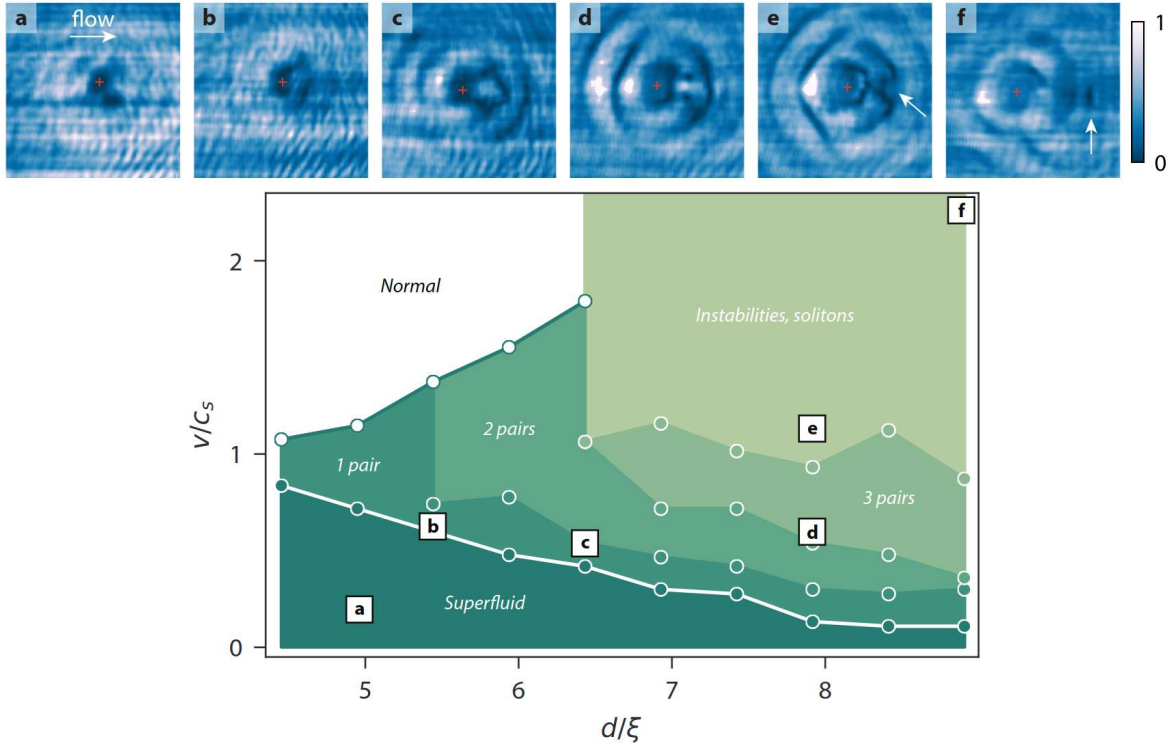 a b c d e f
flow
1
0
f
2
Normal
Instabilities, solitons
v/cs
1
2 pairs
1 pair
e
3 pairs
b
c
d
a
Superfluid
0
5 6 7 8
d/ξ